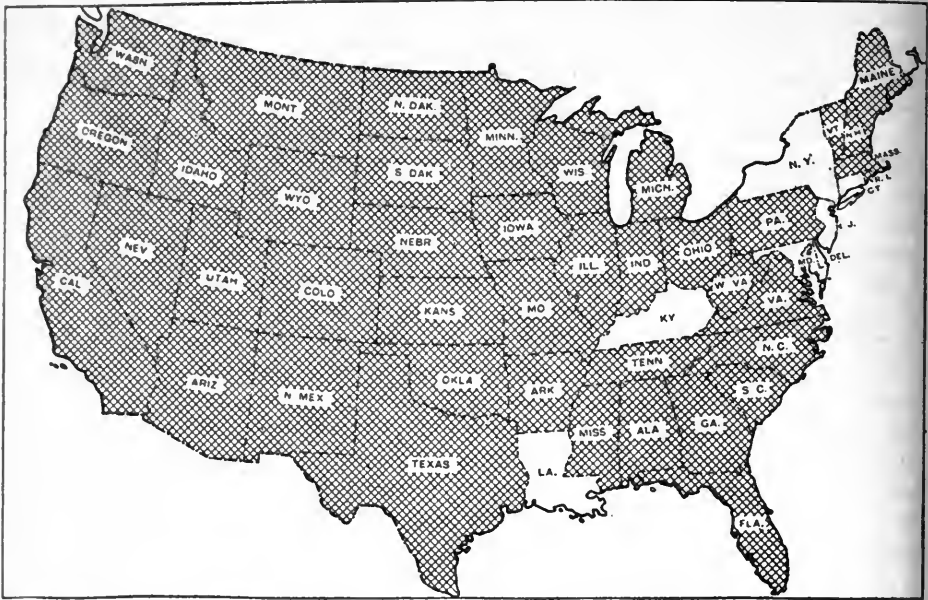 WASN
MONT
N. DAK.
MINN.
MAINE
OREGON
IDAHO
S DAK.
WIS
MICH.
VT
N.H.
MASS.
R. I.
CT
N. Y.
WYO
IOWA
NEBR
PA.
N. J.
NEV
UTAH
COLO
ILL.
IND
OHIO
MD.
DEL.
W VA
VA.
CAL
KANS
MO
KY
N. C.
TENN
ARIZ
N MEX
OKLA
ARK
S C.
MISS
ALA
GA.
TEXAS
LA.
FLA.